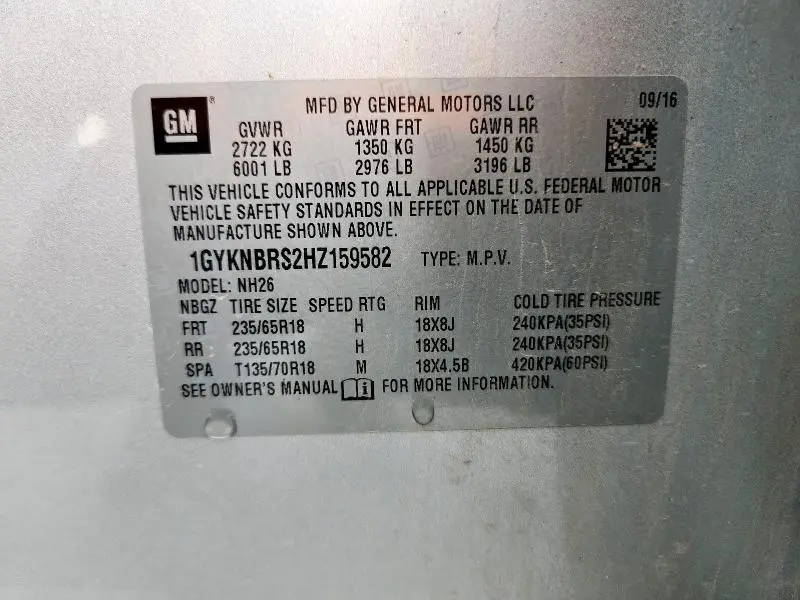 GM ® MFD BY GENERAL MOTORS LLC 09/16
GVWR GAWR FRT GAWR RR
2722 KG 1350 KG 1450 KG
6001 LB 2976 LB 3196 LB
THIS VEHICLE CONFORMS TO ALL APPLICABLE U.S. FEDERAL MOTOR
VEHICLE SAFETY STANDARDS IN EFFECT ON THE DATE OF
MANUFACTURE SHOWN ABOVE.
1GYKNBRS2HZ159582 TYPE: M.P.V.
MODEL: NH26
NBGZ TIRE SIZE SPEED RTG RIM COLD TIRE PRESSURE
FRT 235/65R18 H 18X8J 240KPA(35PSI)
RR 235/65R18 H 18X8J 240KPA(35PSI)
SPA T135/70R18 M 18X4.5B 420KPA(60PSI)
SEE OWNER'S MANUAL i FOR MORE INFORMATION.